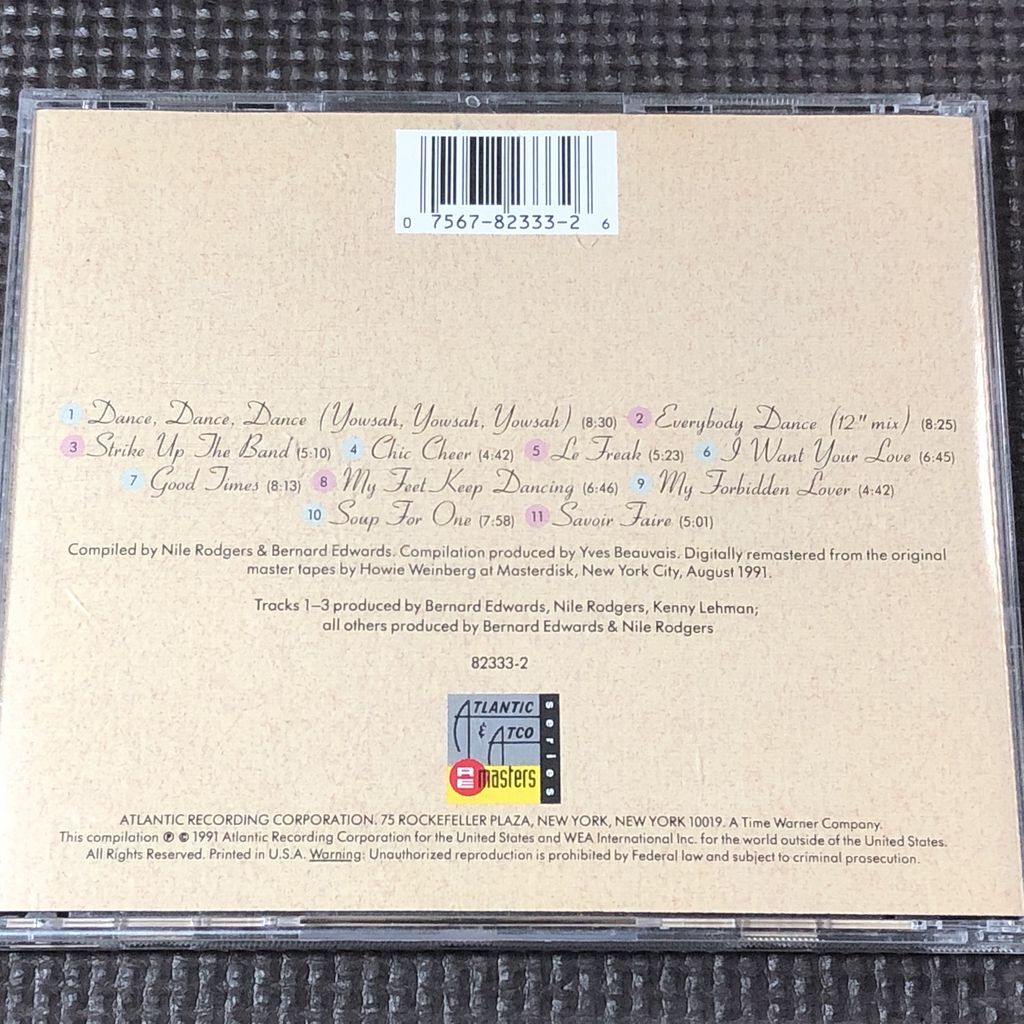 0 7567-82333-2 6
1 Dance, Dance, Dance (Yowsah, Yowsah, Yowsah) (8:30) 2 Everybody Dance (12" mix) (8:25)
3 Strike Up The Band (5:10) 4 Chic Cheer (4:42) 5 Le Freak (5:23) 6 I Want Your Love (6:45)
7 Good Times (8:13) 8 My Feet Keep Dancing (6:46) 9 My Forbidden Lover (4:42)
10 Soup For One (7:58) 11 Savoir Faire (5:01)
Compiled by Nile Rodgers & Bernard Edwards. Compilation produced by Yves Beauvais. Digitally remastered from the original
master tapes by Howie Weinberg at Masterdisk, New York City, August 1991.
Tracks 1–3 produced by Bernard Edwards, Nile Rodgers, Kenny Lehman;
all others produced by Bernard Edwards & Nile Rodgers
82333-2
ATLANTIC
& ATCO
masters
series
ATLANTIC RECORDING CORPORATION. 75 ROCKEFELLER PLAZA, NEW YORK, NEW YORK 10019. A Time Warner Company.
This compilation ℗ © 1991 Atlantic Recording Corporation for the United States and WEA International Inc. for the world outside of the United States.
All Rights Reserved. Printed in U.S.A. Warning: Unauthorized reproduction is prohibited by Federal law and subject to criminal prosecution.